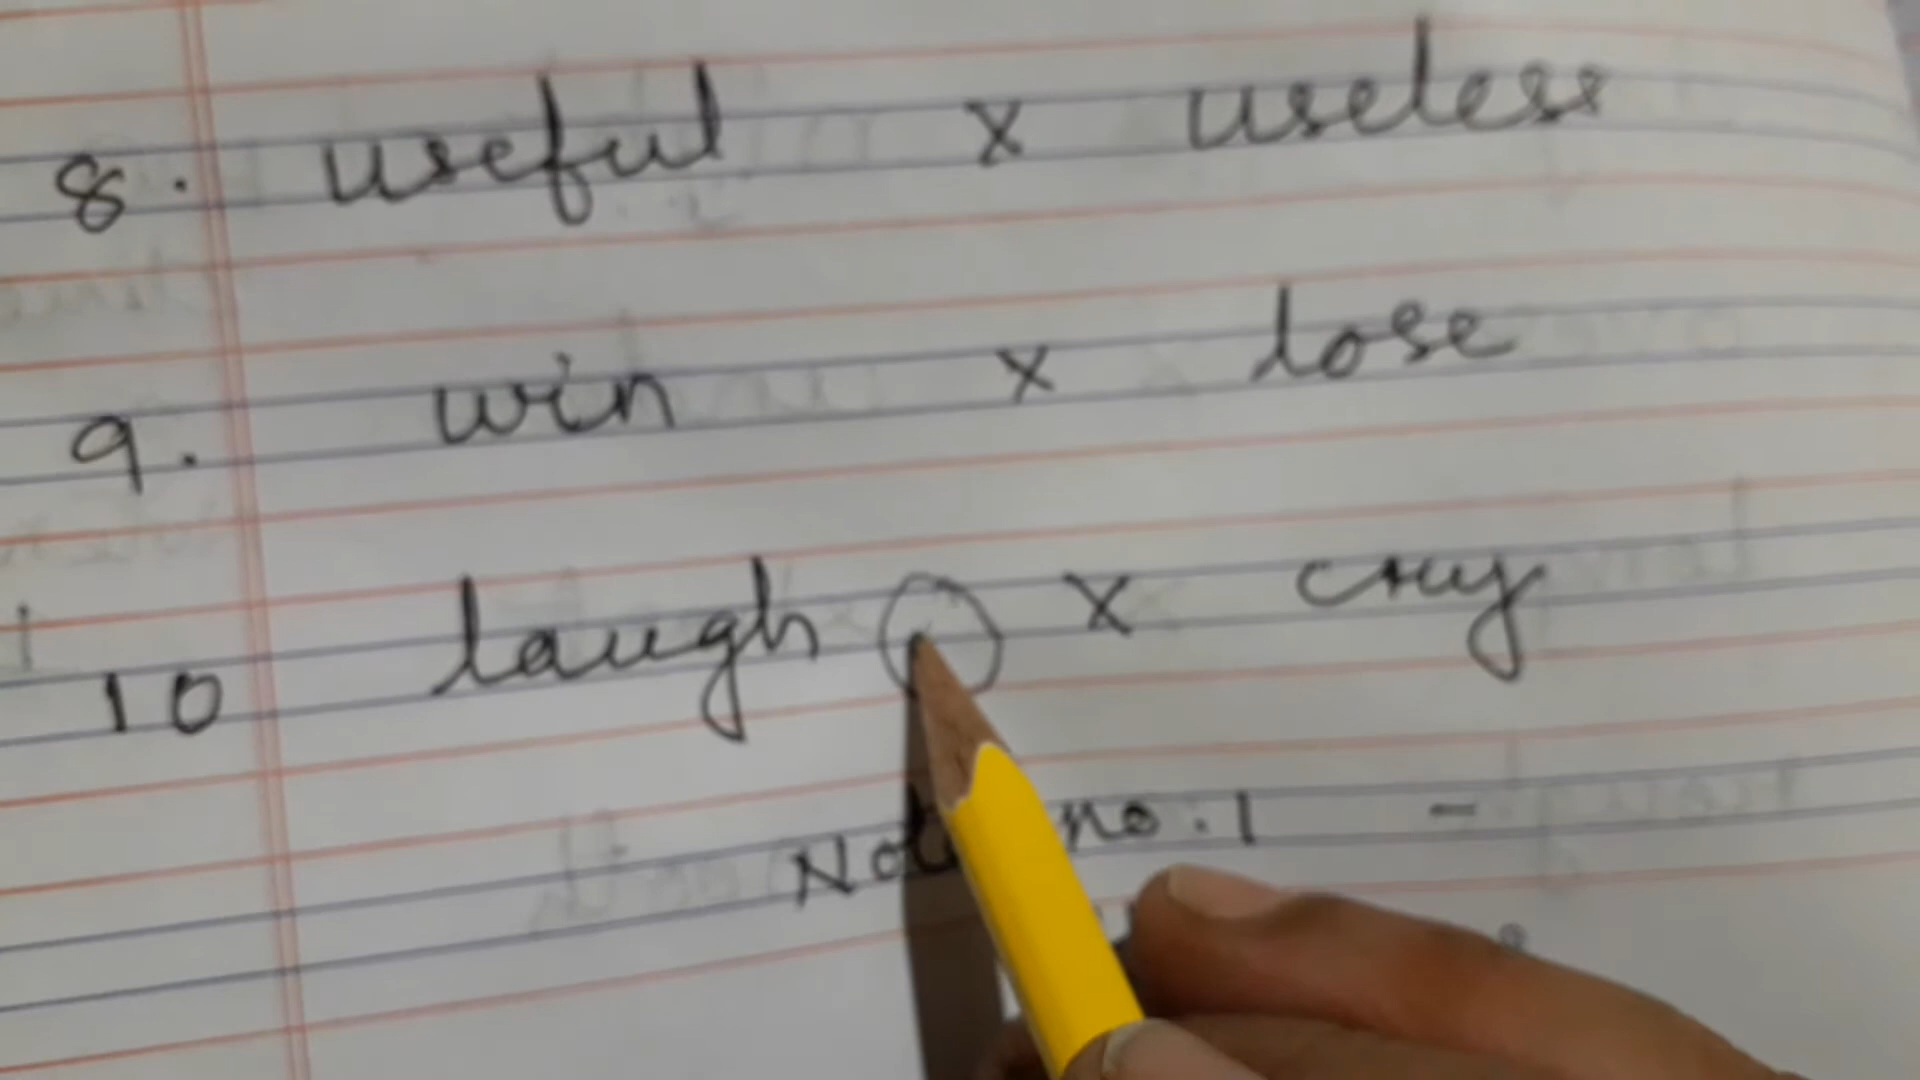 8. useful x useless
9. win x lose
10 laugh x cry
no. 1 -